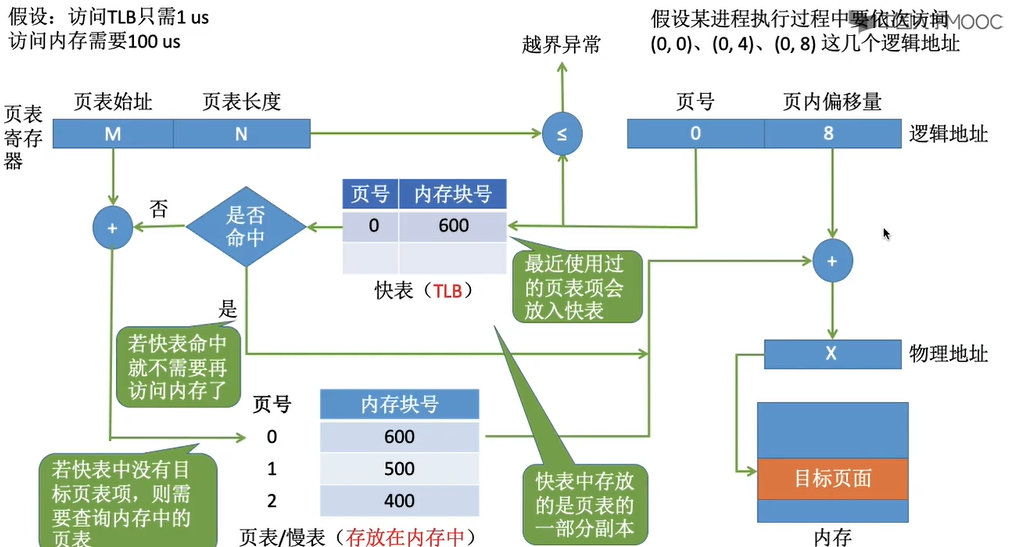 假设：访问TLB只需1 us
访问内存需要100 us
假设某进程执行过程中要依次访问
(0, 0)、(0, 4)、(0, 8) 这几个逻辑地址
MOOC
越界异常
页表始址
页表长度
页号
页内偏移量
页表
寄存
器
M
N
≤
0
8
逻辑地址
页号
内存块号
0
600
快表（TLB）
否
是否
命中
+
+
最近使用过
的页表项会
放入快表
是
若快表命中
就不需要再
访问内存了
X
物理地址
页号
内存块号
0
600
1
500
2
400
页表/慢表（存放在内存中）
若快表中没有目
标页表项，则需
要查询内存中的
页表
快表中存放
的是页表的
一部分副本
目标页面
内存